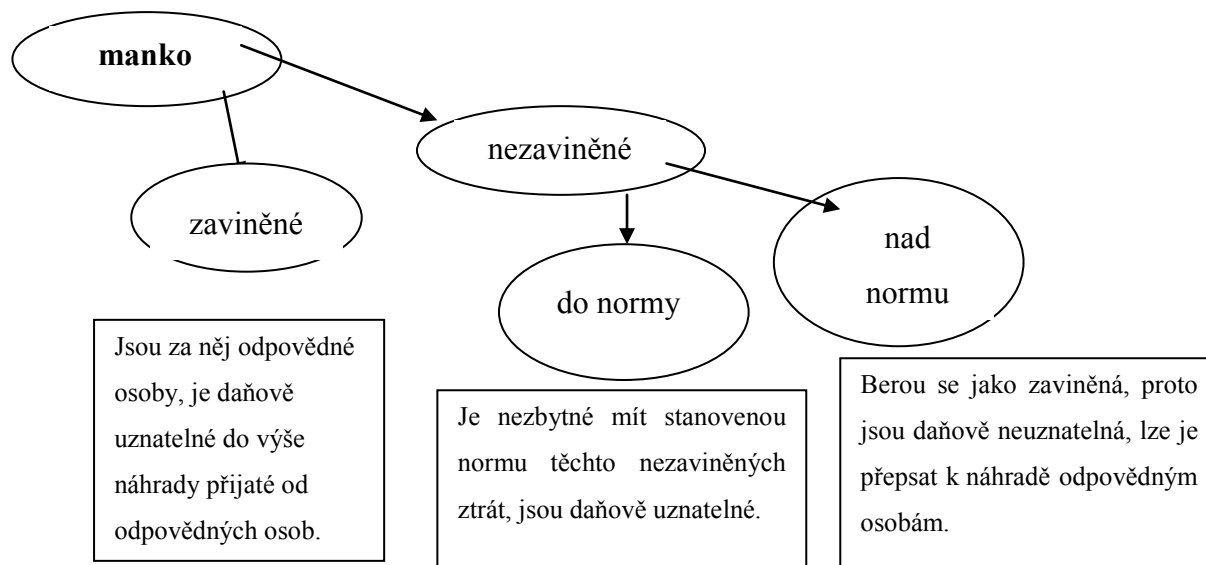 manko
nezaviněné
zaviněné
nad
normu
do normy
Jsou za něj odpovědné
osoby, je daňově
uznatelné do výše
náhrady přijaté od
odpovědných osob.
Je nezbytné mít stanovenou
normu těchto nezaviněných
ztrát, jsou daňově uznatelné.
Berou se jako zaviněná, proto
jsou daňově neuznatelná, lze je
přepsat k náhradě odpovědným
osobám.